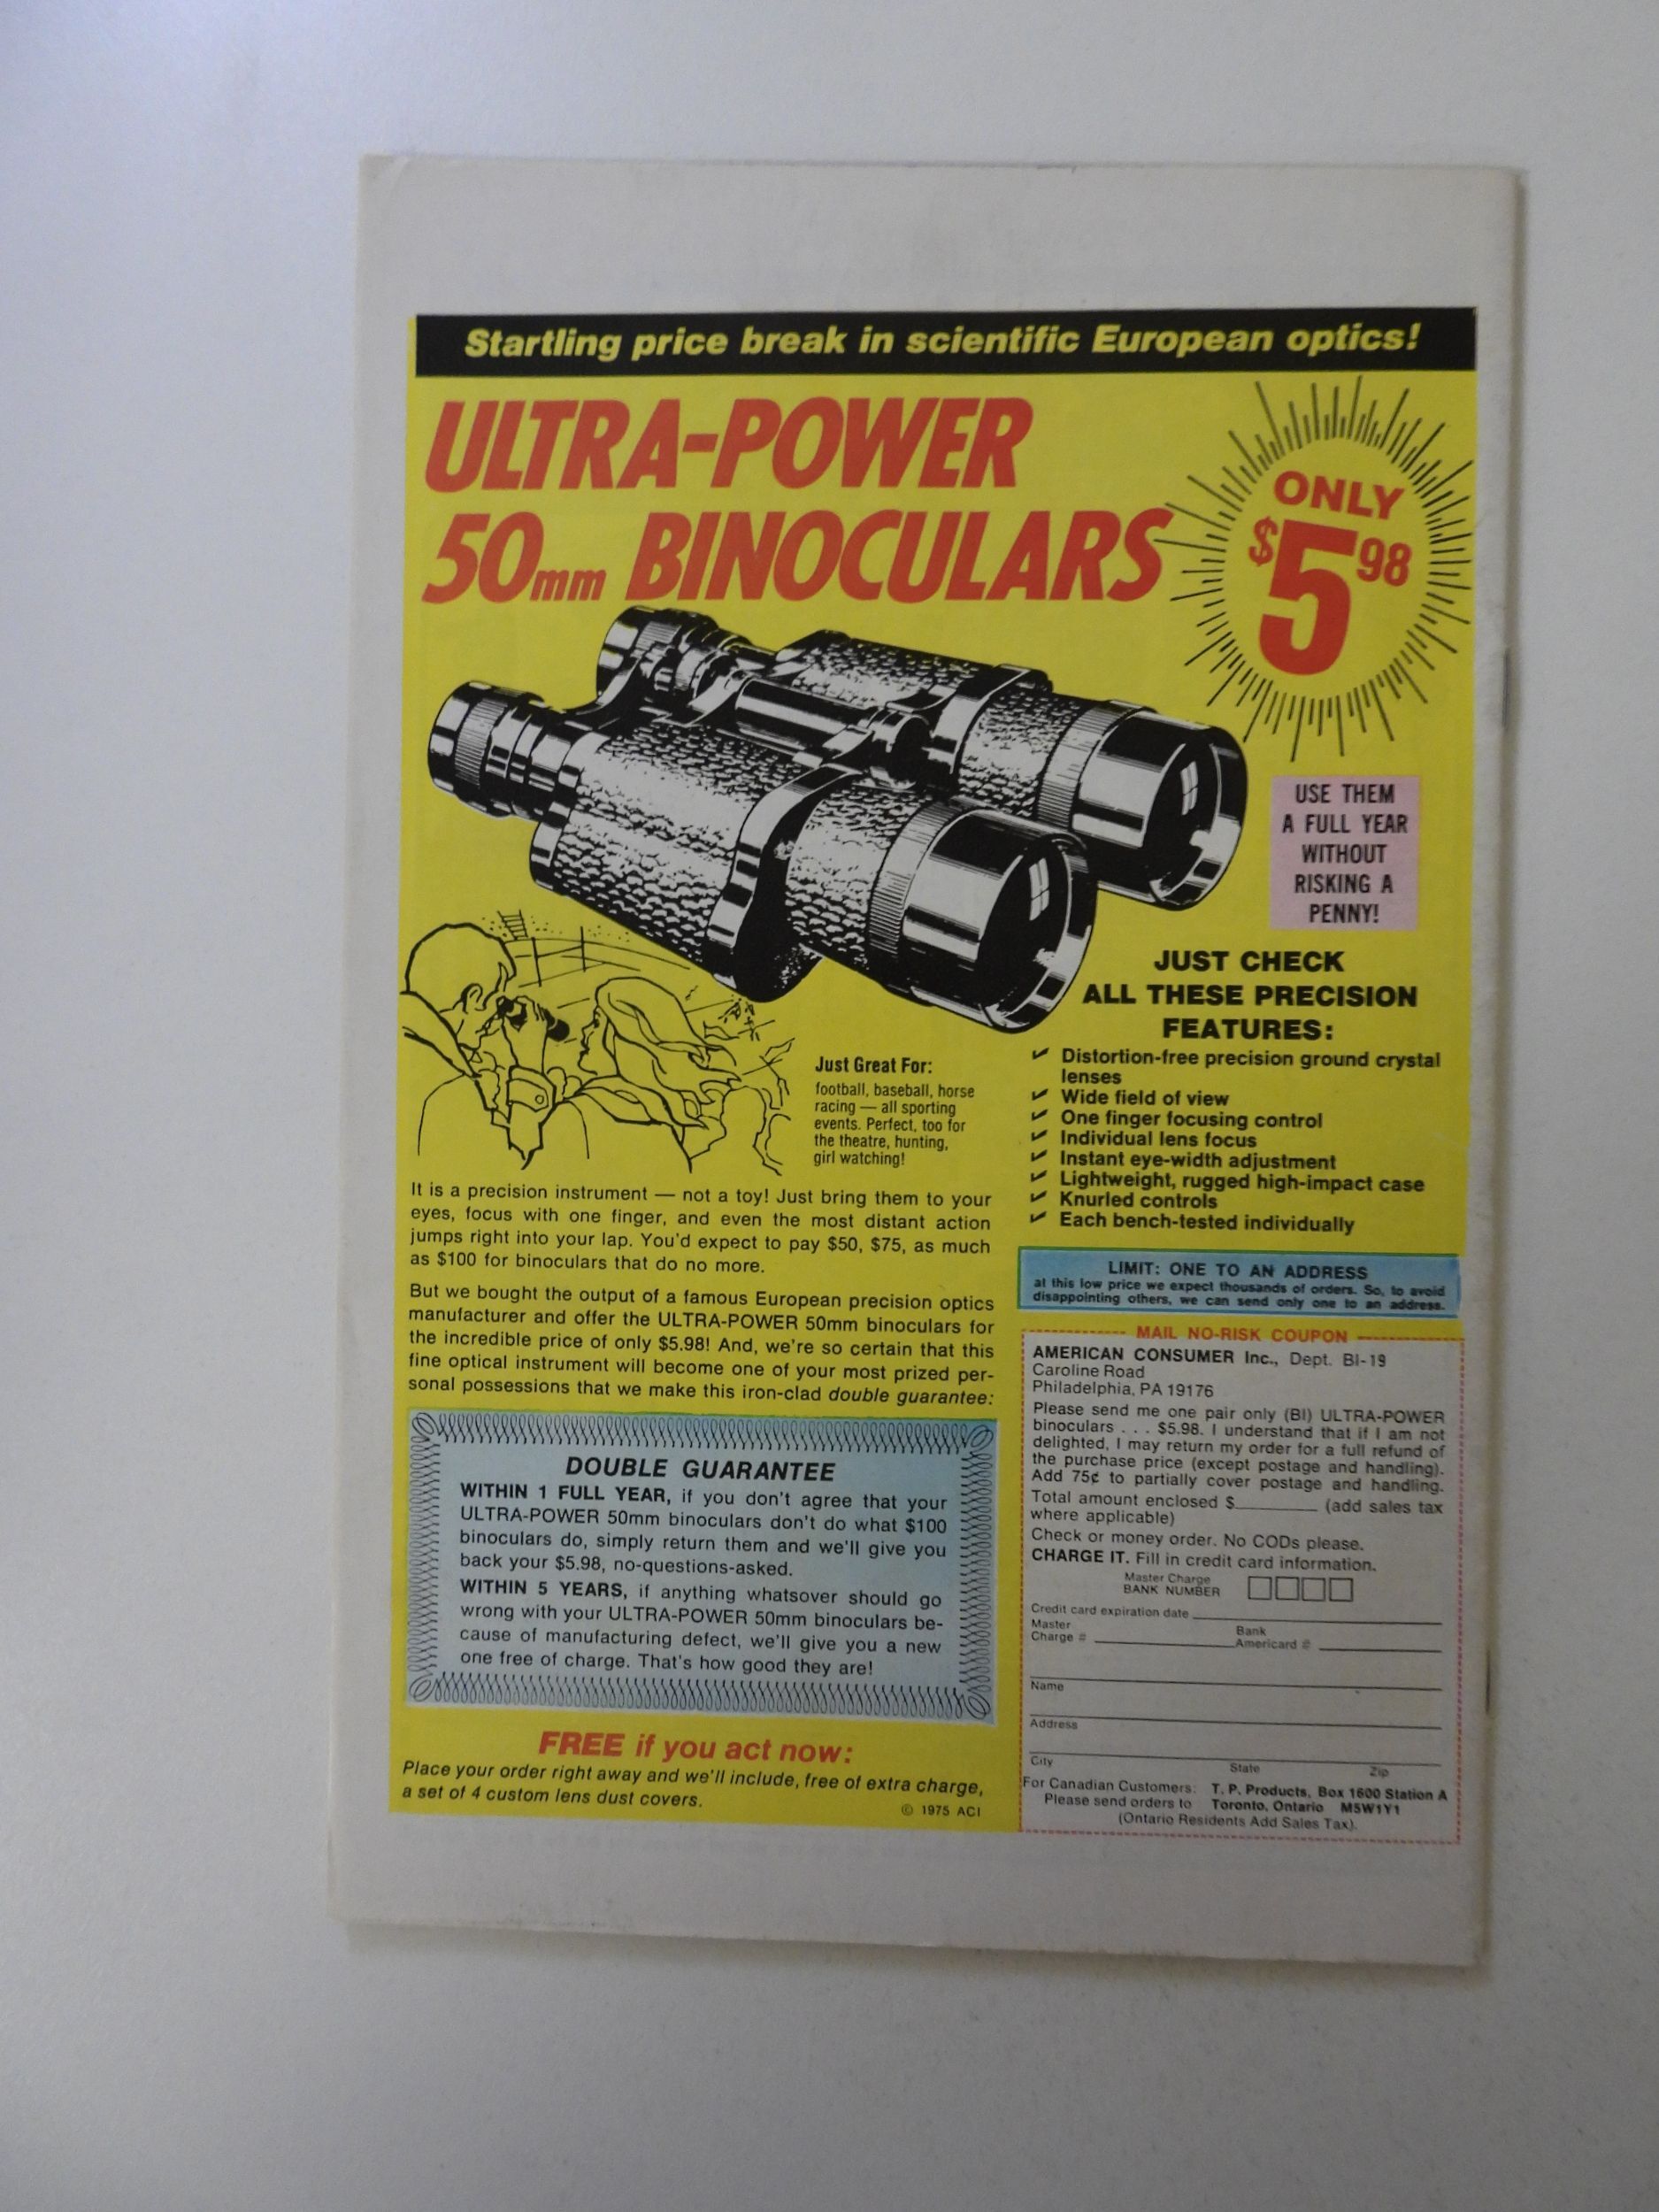 Startling price break in scientific European optics!
ULTRA-POWER
50mm BINOCULARS
ONLY
$5 98
USE THEM
A FULL YEAR
WITHOUT
RISKING A
PENNY!
JUST CHECK
ALL THESE PRECISION
FEATURES:
✔ Distortion-free precision ground crystal
lenses
✔ Wide field of view
✔ One finger focusing control
✔ Individual lens focus
✔ Instant eye-width adjustment
✔ Lightweight, rugged high-impact case
✔ Knurled controls
✔ Each bench-tested individually
Just Great For:
football, baseball, horse
racing — all sporting
events. Perfect, too for
the theatre, hunting,
girl watching!
It is a precision instrument — not a toy! Just bring them to your
eyes, focus with one finger, and even the most distant action
jumps right into your lap. You'd expect to pay $50, $75, as much
as $100 for binoculars that do no more.
But we bought the output of a famous European precision optics
manufacturer and offer the ULTRA-POWER 50mm binoculars for
the incredible price of only $5.98! And, we're so certain that this
fine optical instrument will become one of your most prized per-
sonal possessions that we make this iron-clad double guarantee:
DOUBLE GUARANTEE
WITHIN 1 FULL YEAR, if you don't agree that your
ULTRA-POWER 50mm binoculars don't do what $100
binoculars do, simply return them and we'll give you
back your $5.98, no-questions-asked.
WITHIN 5 YEARS, if anything whatsover should go
wrong with your ULTRA-POWER 50mm binoculars be-
cause of manufacturing defect, we'll give you a new
one free of charge. That's how good they are!
FREE if you act now:
Place your order right away and we'll include, free of extra charge,
a set of 4 custom lens dust covers.
© 1975 ACI
LIMIT: ONE TO AN ADDRESS
at this low price we expect thousands of orders. So, to avoid
disappointing others, we can send only one to an address.
MAIL NO-RISK COUPON
AMERICAN CONSUMER Inc., Dept. BI-19
Caroline Road
Philadelphia, PA 19176
Please send me one pair only (BI) ULTRA-POWER
binoculars . . . $5.98. I understand that if I am not
delighted, I may return my order for a full refund of
the purchase price (except postage and handling).
Add 75¢ to partially cover postage and handling.
Total amount enclosed $________ (add sales tax
where applicable)
Check or money order. No CODs please.
CHARGE IT. Fill in credit card information.
Master Charge
BANK NUMBER
Credit card expiration date
Master Bank
Charge # Americard #
Name
Address
City State Zip
For Canadian Customers: T. P. Products, Box 1600 Station A
Please send orders to Toronto, Ontario M5W1Y1
(Ontario Residents Add Sales Tax).